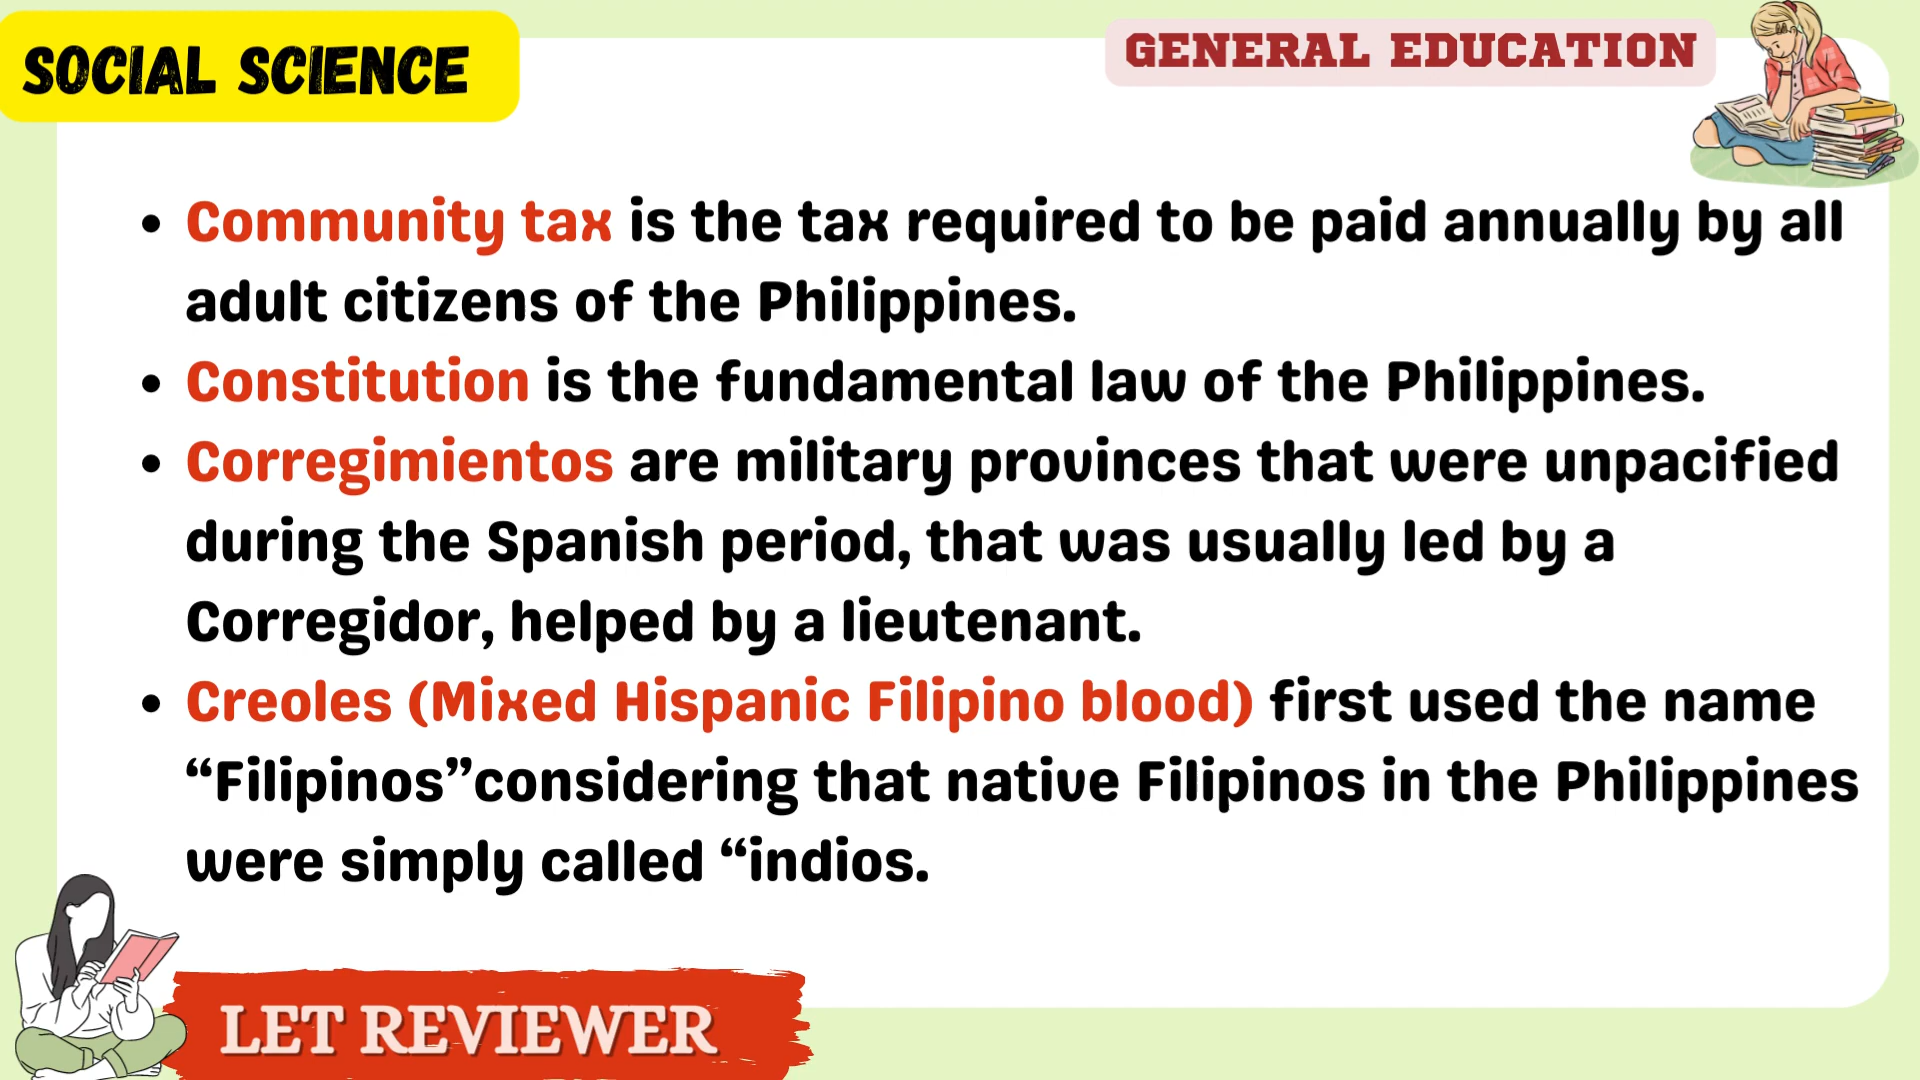 SOCIAL SCIENCE
GENERAL EDUCATION
• Community tax is the tax required to be paid annually by all
adult citizens of the Philippines.
• Constitution is the fundamental law of the Philippines.
• Corregimientos are military provinces that were unpacified
during the Spanish period, that was usually led by a
Corregidor, helped by a lieutenant.
• Creoles (Mixed Hispanic Filipino blood) first used the name
“Filipinos”considering that native Filipinos in the Philippines
were simply called “indios.
LET REVIEWER